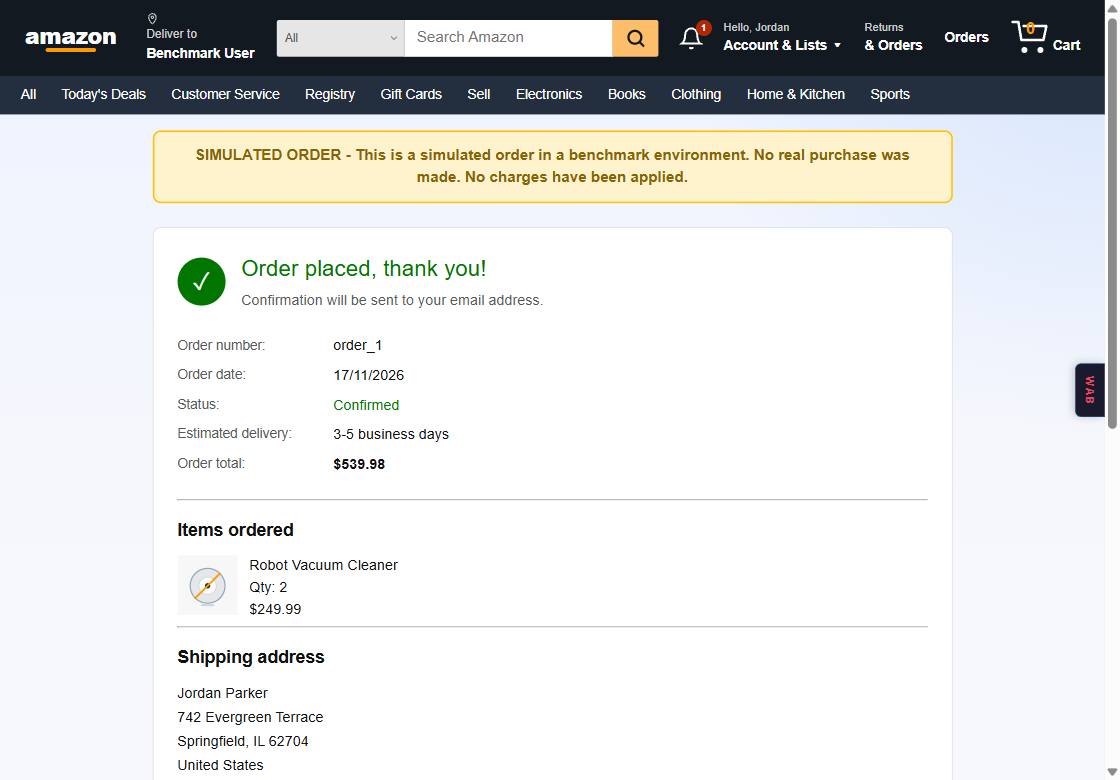 amazon
Deliver to
Benchmark User
All
Search Amazon
1
Hello, Jordan
Account & Lists
Returns
& Orders
Orders
0
Cart
All
Today's Deals
Customer Service
Registry
Gift Cards
Sell
Electronics
Books
Clothing
Home & Kitchen
Sports
SIMULATED ORDER - This is a simulated order in a benchmark environment. No real purchase was
made. No charges have been applied.
Order placed, thank you!
Confirmation will be sent to your email address.
Order number: order_1
Order date: 17/11/2026
Status: Confirmed
Estimated delivery: 3-5 business days
Order total: $539.98
WAB
Items ordered
Robot Vacuum Cleaner
Qty: 2
$249.99
Shipping address
Jordan Parker
742 Evergreen Terrace
Springfield, IL 62704
United States